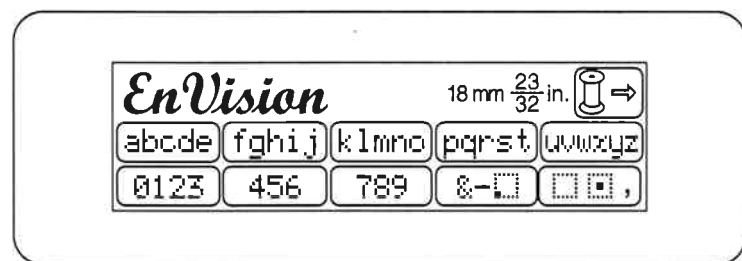 EnVision 18 mm 23/32 in.
abcde fghij klmno pqrst uvwxyz
0123 456 789 &- ,